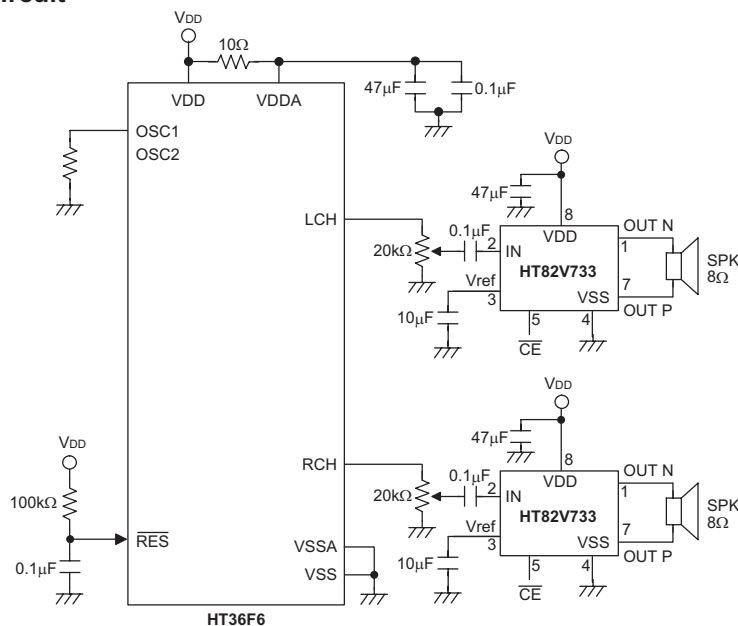 ircuit
VDD
10Ω
VDD
VDDA
47μF
0.1μF
OSC1
OSC2
LCH
20kΩ
0.1μF
VDD
47μF
8
VDD
2
IN
HT82V733
Vref
3
10μF
VSS
5
4
CE
OUT N
1
7
OUT P
SPK
8Ω
VDD
100kΩ
RES
0.1μF
RCH
20kΩ
0.1μF
VDD
47μF
8
VDD
2
IN
HT82V733
Vref
3
10μF
VSS
5
4
CE
OUT N
1
7
OUT P
SPK
8Ω
VSSA
VSS
HT36F6